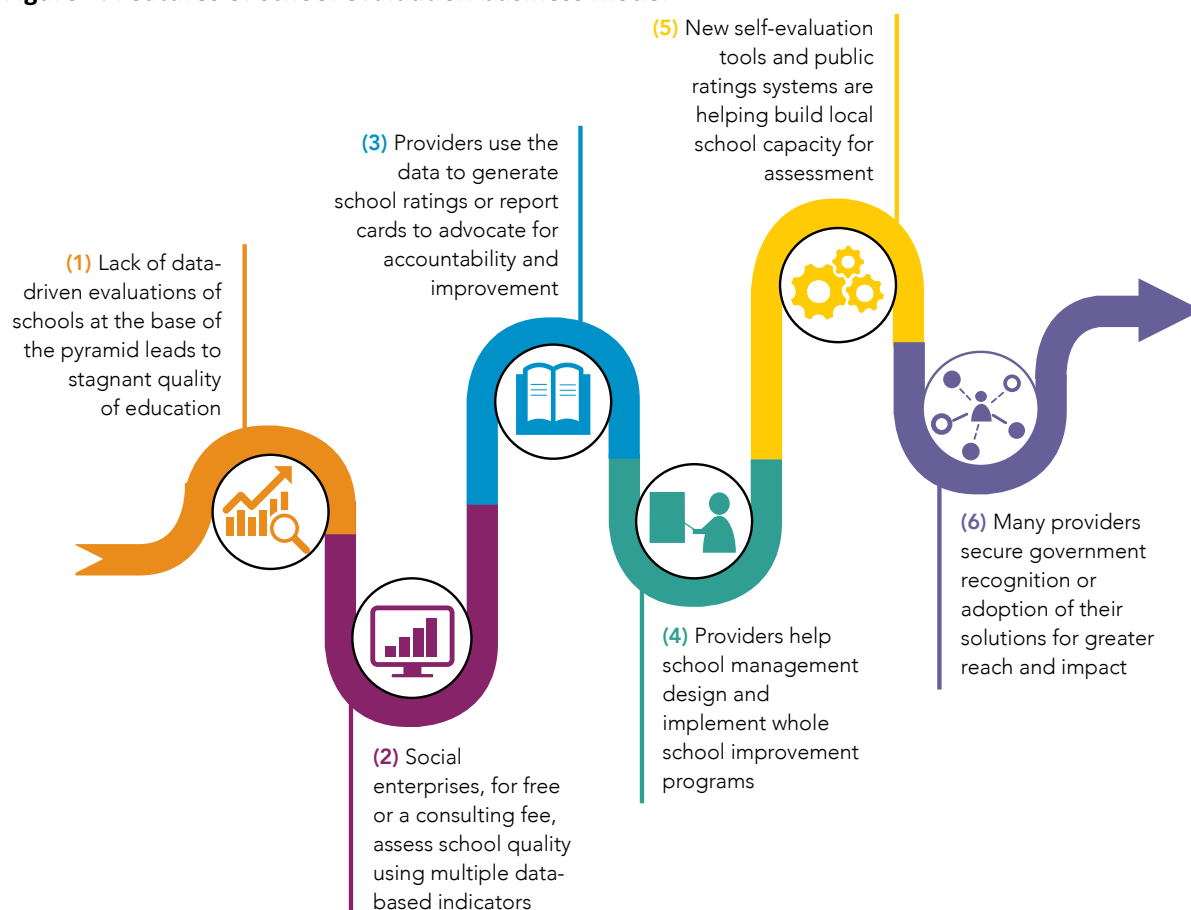 (1) Lack of data-
driven evaluations of
schools at the base of
the pyramid leads to
stagnant quality
of education
(2) Social
enterprises, for free
or a consulting fee,
assess school quality
using multiple data-
based indicators
(3) Providers use the
data to generate
school ratings or report
cards to advocate for
accountability and
improvement
(4) Providers help
school management
design and
implement whole
school improvement
programs
(5) New self-evaluation
tools and public
ratings systems are
helping build local
school capacity for
assessment
(6) Many providers
secure government
recognition or
adoption of their
solutions for greater
reach and impact